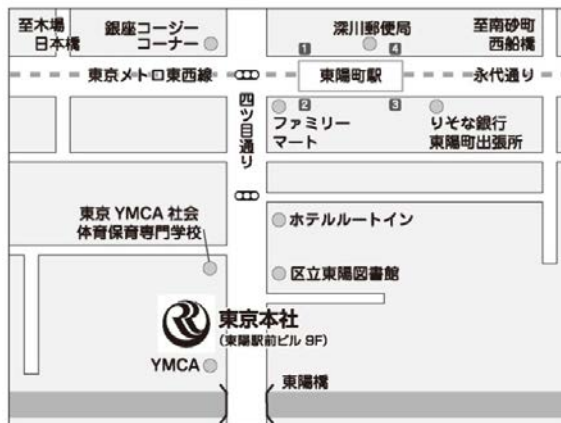 至木場
日本橋
銀座コージー
コーナー
深川郵便局
至南砂町
西船橋
1
4
東京メトロ東西線
東陽町駅
永代通り
四ツ目通り
2
3
ファミリー
マート
りそな銀行
東陽町出張所
東京YMCA社会
体育保育専門学校
ホテルルートイン
区立東陽図書館
東京本社
(東陽駅前ビル 9F)
YMCA
東陽橋